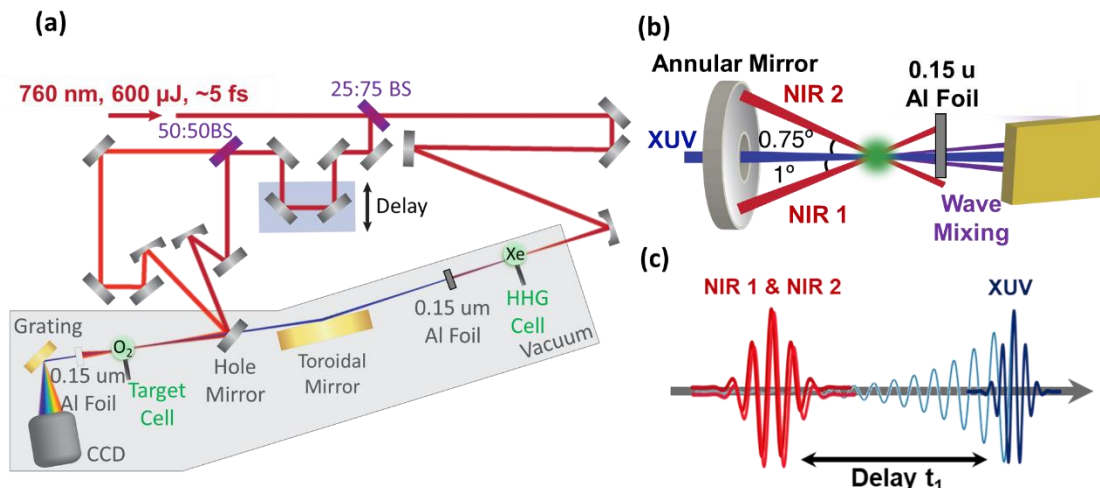 (a)
760 nm, 600 µJ, ~5 fs
25:75 BS
50:50BS
Delay
Xe
HHG
Cell
0.15 um
Al Foil
Vacuum
Toroidal
Mirror
Hole
Mirror
O2
Target
Cell
Grating
0.15 um
Al Foil
CCD
(b)
Annular Mirror
NIR 2
0.15 u
Al Foil
XUV
0.75°
1°
NIR 1
Wave
Mixing
(c)
NIR 1 & NIR 2
XUV
Delay t1